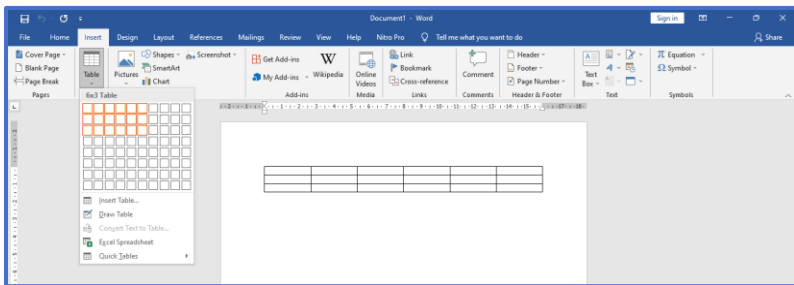 Document1 - Word
Sign in
File Home Insert Design Layout References Mailings Review View Help Nitro Pro Tell me what you want to do Share
Cover Page
Blank Page
Page Break
Pages
Table
Pictures
Shapes
SmartArt
Chart
Screenshot
Get Add-ins
My Add-ins
Wikipedia
Add-ins
Online
Videos
Media
Link
Bookmark
Cross-reference
Links
Comment
Comments
Header
Footer
Page Number
Header & Footer
Text
Box
Text
Equation
Symbol
Symbols
6x3 Table
Insert Table...
Draw Table
Convert Text to Table...
Excel Spreadsheet
Quick Tables